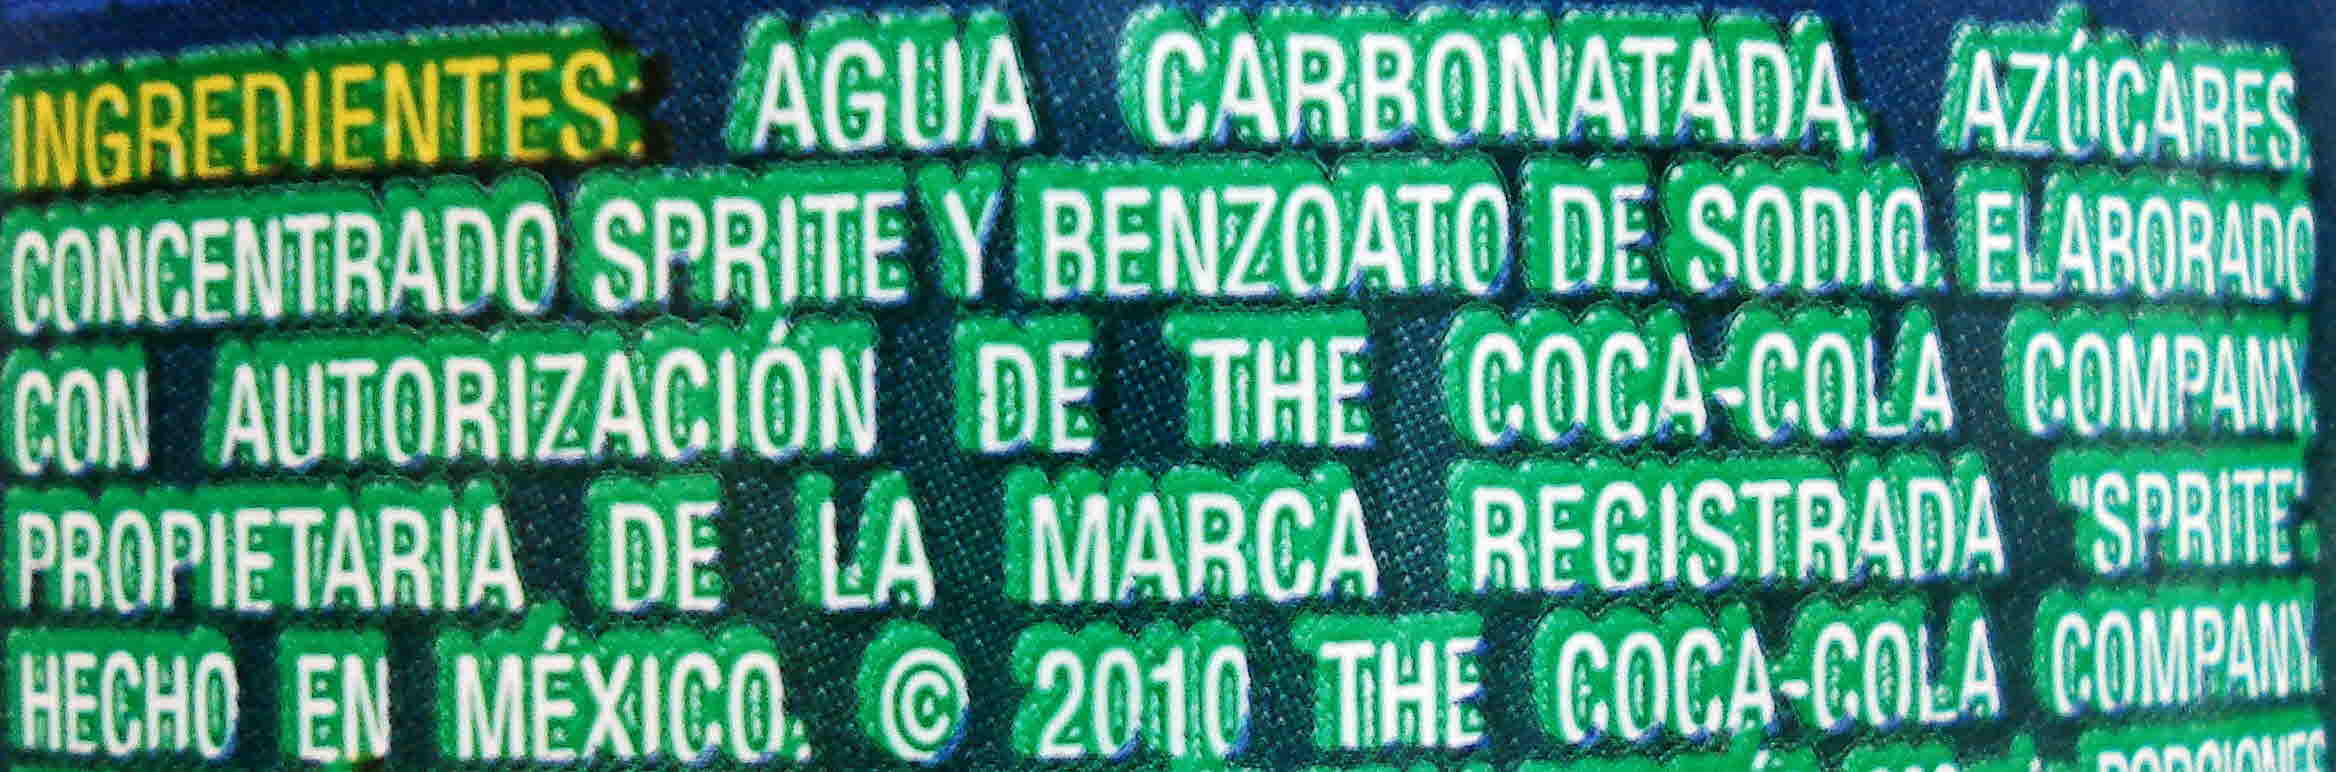 INGREDIENTES: AGUA CARBONATADA, AZÚCARES,
CONCENTRADO SPRITE Y BENZOATO DE SODIO. ELABORADO
CON AUTORIZACIÓN DE THE COCA-COLA COMPANY,
PROPIETARIA DE LA MARCA REGISTRADA "SPRITE".
HECHO EN MÉXICO. © 2010 THE COCA-COLA COMPANY.
PORCIONES